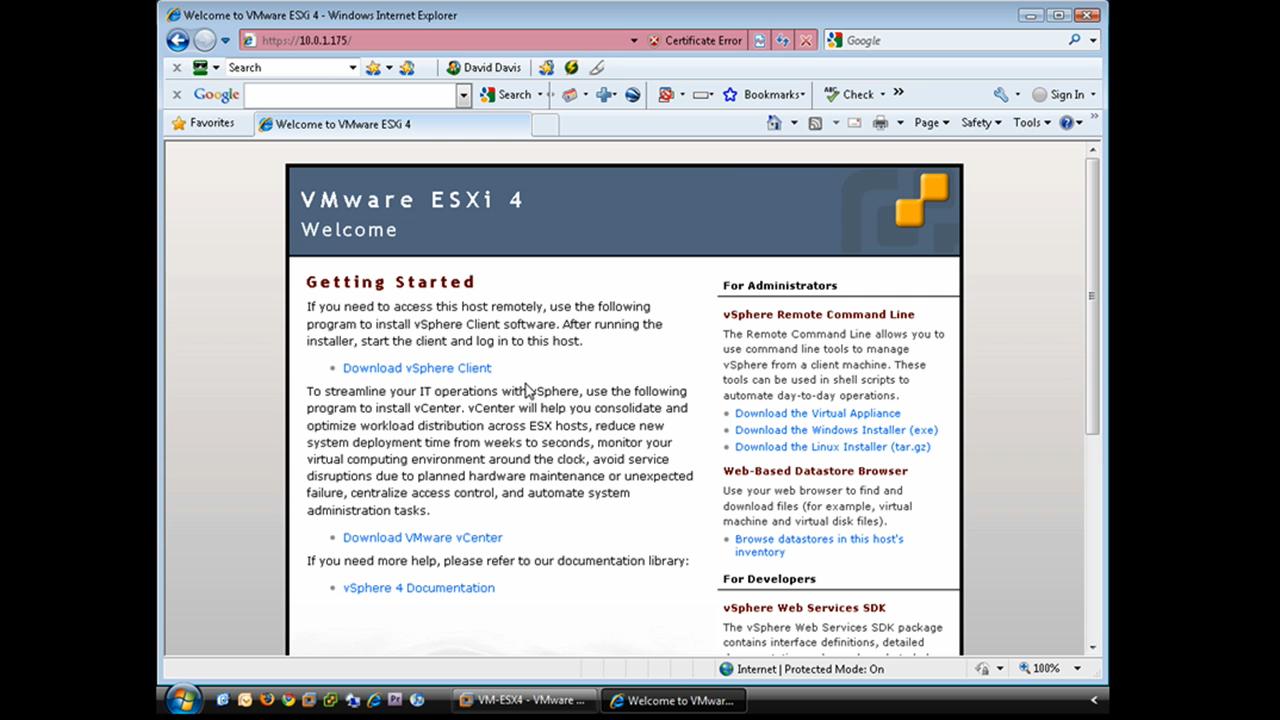 Welcome to VMware ESXi 4 - Windows Internet Explorer
https://10.0.1.175/
Certificate Error
Google
Search
David Davis
Google
Search
Bookmarks
Check
Sign In
Favorites
Welcome to VMware ESXi 4
Page
Safety
Tools
VMware ESXi 4
Welcome
Getting Started
If you need to access this host remotely, use the following
program to install vSphere Client software. After running the
installer, start the client and log in to this host.
Download vSphere Client
To streamline your IT operations with vSphere, use the following
program to install vCenter. vCenter will help you consolidate and
optimize workload distribution across ESX hosts, reduce new
system deployment time from weeks to seconds, monitor your
virtual computing environment around the clock, avoid service
disruptions due to planned hardware maintenance or unexpected
failure, centralize access control, and automate system
administration tasks.
Download VMware vCenter
If you need more help, please refer to our documentation library:
vSphere 4 Documentation
For Administrators
vSphere Remote Command Line
The Remote Command Line allows you to
use command line tools to manage
vSphere from a client machine. These
tools can be used in shell scripts to
automate day-to-day operations.
Download the Virtual Appliance
Download the Windows Installer (exe)
Download the Linux Installer (tar.gz)
Web-Based Datastore Browser
Use your web browser to find and
download files (for example, virtual
machine and virtual disk files).
Browse datastores in this host's
inventory
For Developers
vSphere Web Services SDK
The vSphere Web Services SDK package
contains interface definitions, detailed
Internet | Protected Mode: On
100%
VM-ESX4 - VMware ...
Welcome to VMwar...